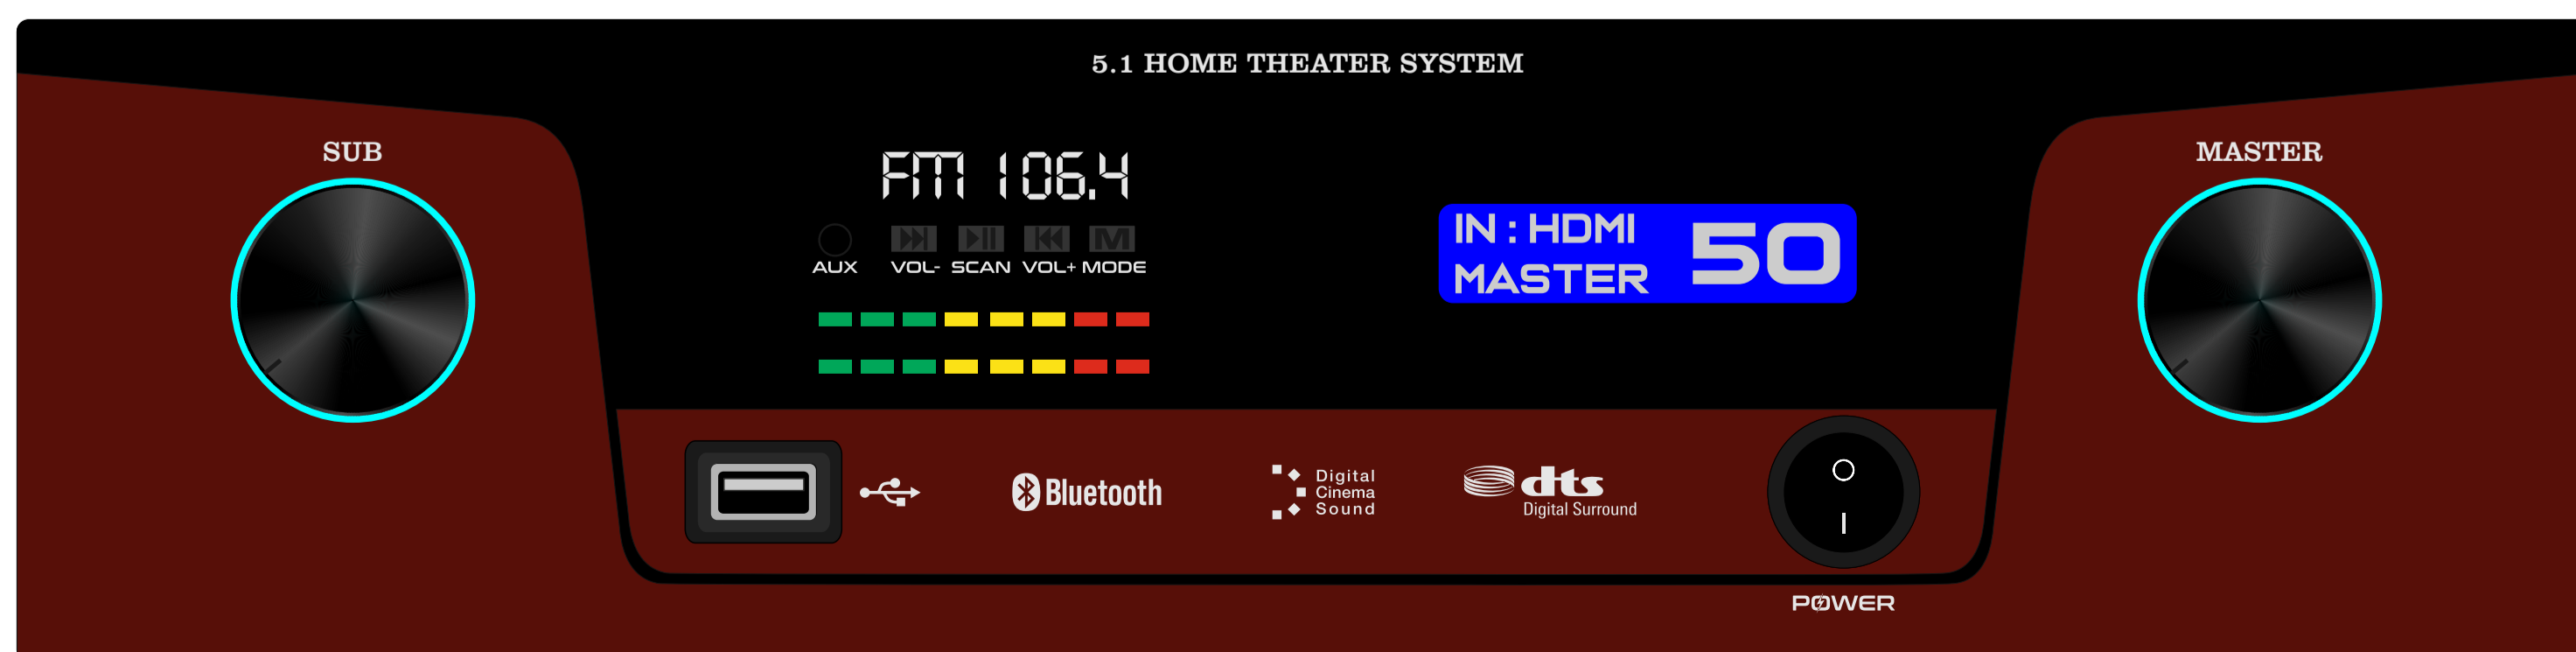 5.1 HOME THEATER SYSTEM
SUB
MASTER
FM 106.4
IN : HDMI
MASTER
50
M
AUX VOL- SCAN VOL+ MODE
Bluetooth
Digital
Cinema
Sound
dts
Digital Surround
POWER